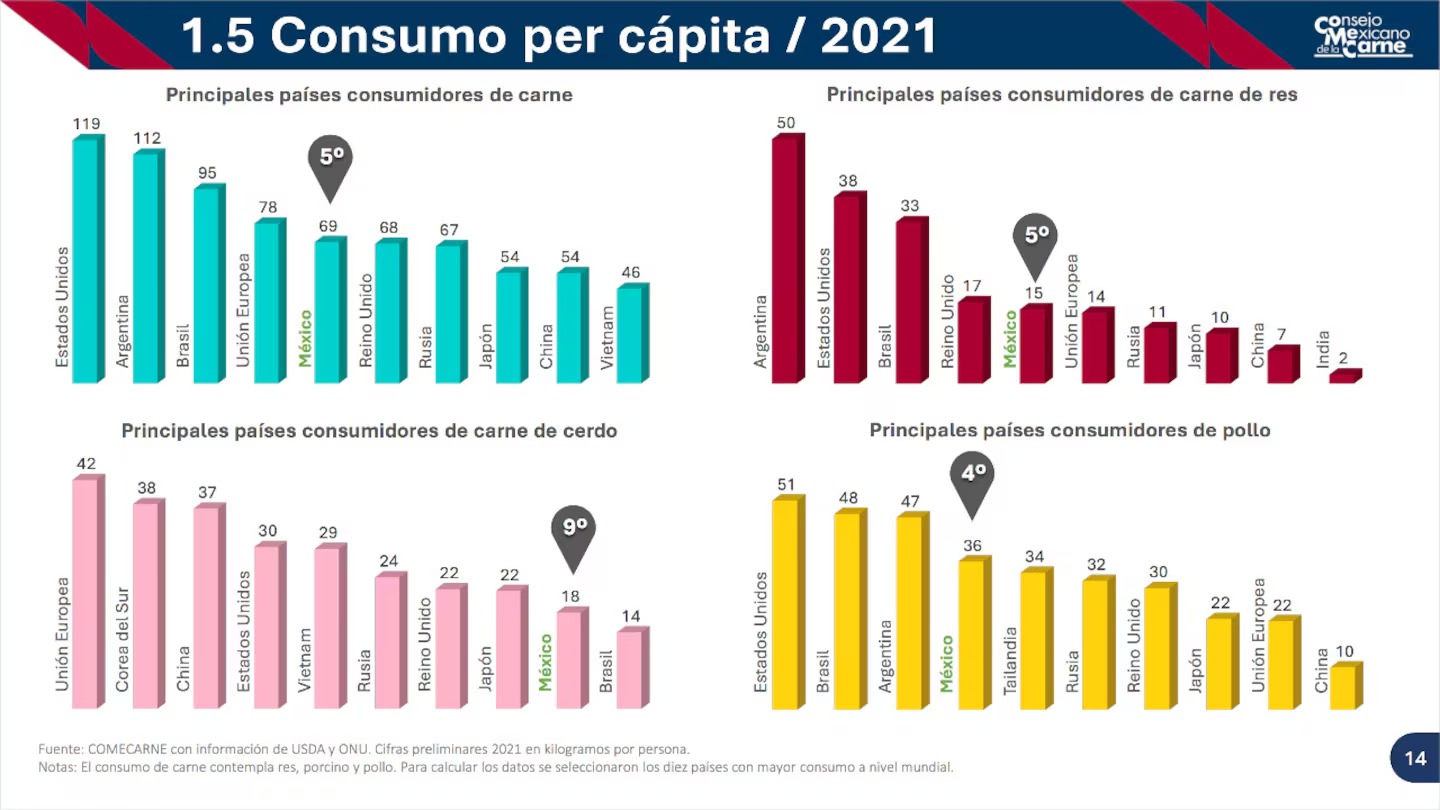 1.5 Consumo per cápita / 2021
Consejo
Mexicano
de la Carne
Principales países consumidores de carne
119
112
95
78
5º
69
68
67
54
54
46
Estados Unidos
Argentina
Brasil
Unión Europea
México
Reino Unido
Rusia
Japón
China
Vietnam
Principales países consumidores de carne de res
50
38
33
17
5º
15
14
11
10
7
2
Argentina
Estados Unidos
Brasil
Reino Unido
México
Unión Europea
Rusia
Japón
China
India
Principales países consumidores de carne de cerdo
42
38
37
30
29
24
22
22
9º
18
14
Unión Europea
Corea del Sur
China
Estados Unidos
Vietnam
Rusia
Reino Unido
Japón
México
Brasil
Principales países consumidores de pollo
51
48
47
4º
36
34
32
30
22
22
10
Estados Unidos
Brasil
Argentina
México
Tailandia
Rusia
Reino Unido
Japón
Unión Europea
China
Fuente: COMECARNE con información de USDA y ONU. Cifras preliminares 2021 en kilogramos por persona.
Notas: El consumo de carne contempla res, porcino y pollo. Para calcular los datos se seleccionaron los diez países con mayor consumo a nivel mundial.
14